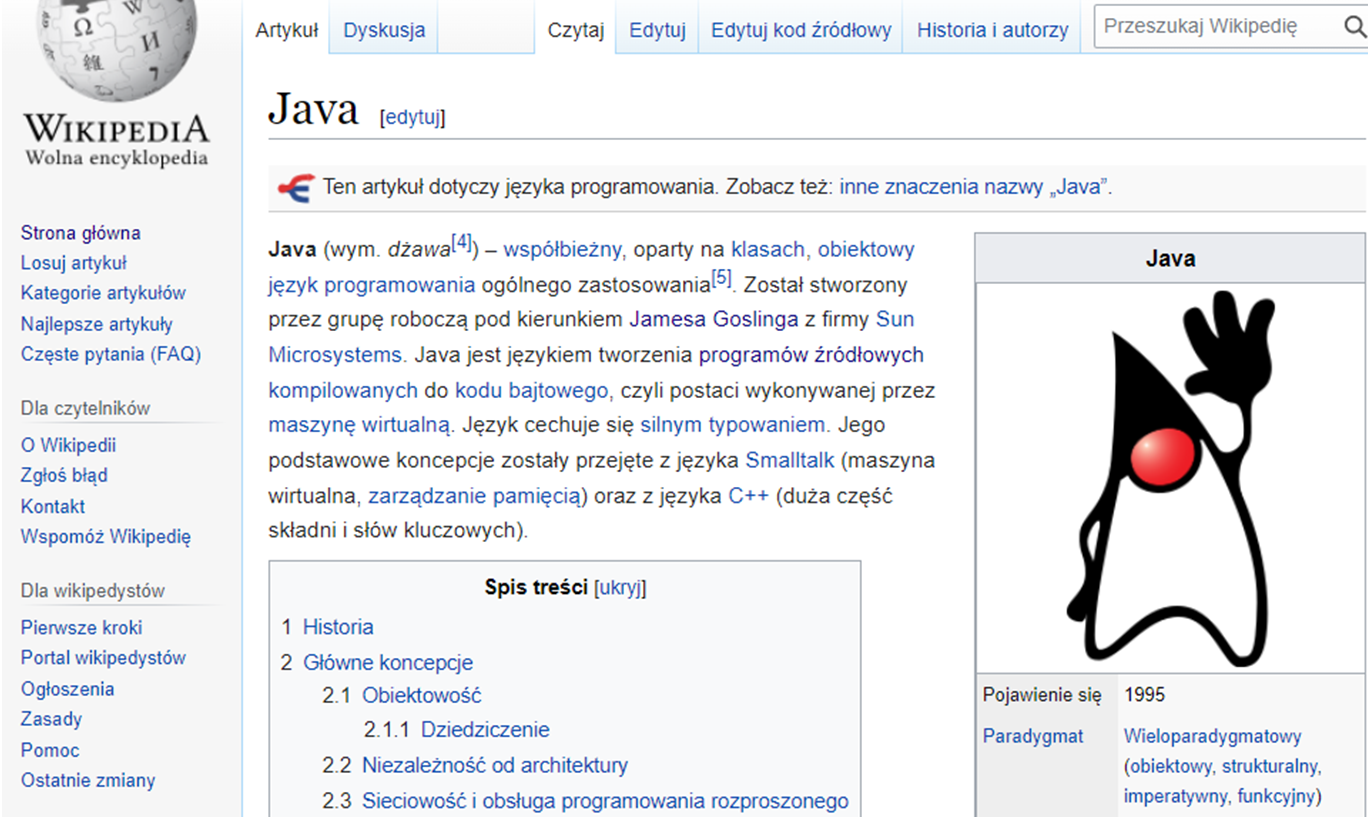 Artykuł Dyskusja Czytaj Edytuj Edytuj kod źródłowy Historia i autorzy Przeszukaj Wikipedię
Ω
W
И
維
WIKIPEDIA
Wolna encyklopedia
Strona główna
Losuj artykuł
Kategorie artykułów
Najlepsze artykuły
Częste pytania (FAQ)
Dla czytelników
O Wikipedii
Zgłoś błąd
Kontakt
Wspomóż Wikipedię
Dla wikipedystów
Pierwsze kroki
Portal wikipedystów
Ogłoszenia
Zasady
Pomoc
Ostatnie zmiany
Java [edytuj]
Ten artykuł dotyczy języka programowania. Zobacz też: inne znaczenia nazwy „Java”.
Java (wym. dżawa[4]) – współbieżny, oparty na klasach, obiektowy
język programowania ogólnego zastosowania[5]. Został stworzony
przez grupę roboczą pod kierunkiem Jamesa Goslinga z firmy Sun
Microsystems. Java jest językiem tworzenia programów źródłowych
kompilowanych do kodu bajtowego, czyli postaci wykonywanej przez
maszynę wirtualną. Język cechuje się silnym typowaniem. Jego
podstawowe koncepcje zostały przejęte z języka Smalltalk (maszyna
wirtualna, zarządzanie pamięcią) oraz z języka C++ (duża część
składni i słów kluczowych).
Spis treści [ukryj]
1 Historia
2 Główne koncepcje
2.1 Obiektowość
2.1.1 Dziedziczenie
2.2 Niezależność od architektury
2.3 Sieciowość i obsługa programowania rozproszonego
Java
Pojawienie się 1995
Paradygmat Wieloparadygmatowy
(obiektowy, strukturalny,
imperatywny, funkcyjny)